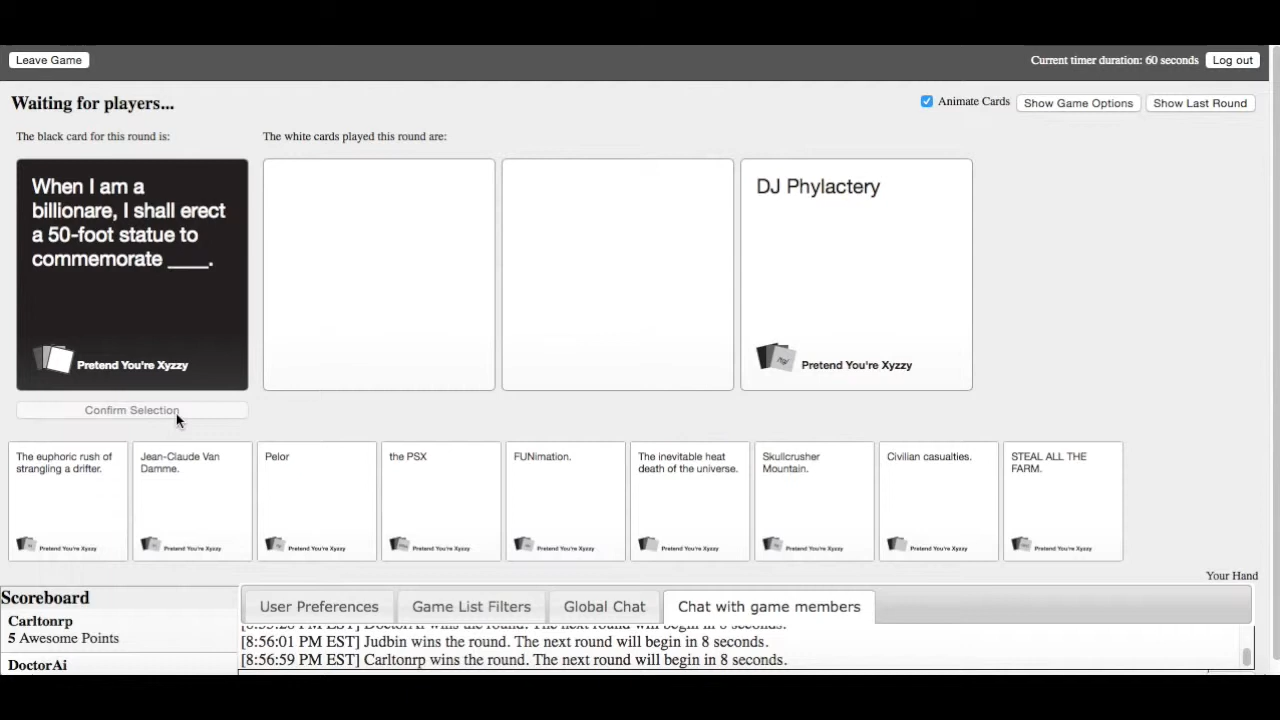 Leave Game
Current timer duration: 60 seconds
Log out
Waiting for players...
Animate Cards
Show Game Options
Show Last Round
The black card for this round is:
The white cards played this round are:
When I am a
billionare, I shall erect
a 50-foot statue to
commemorate ____.
Pretend You're Xyzzy
DJ Phylactery
Pretend You're Xyzzy
Confirm Selection
The euphoric rush of
strangling a drifter.
Pretend You're Xyzzy
Jean-Claude Van
Damme.
Pretend You're Xyzzy
Pelor
Pretend You're Xyzzy
the PSX
Pretend You're Xyzzy
FUNimation.
Pretend You're Xyzzy
The inevitable heat
death of the universe.
Pretend You're Xyzzy
Skullcrusher
Mountain.
Pretend You're Xyzzy
Civilian casualties.
Pretend You're Xyzzy
STEAL ALL THE
FARM.
Pretend You're Xyzzy
Your Hand
Scoreboard
Carltonrp
5 Awesome Points
DoctorAi
User Preferences
Game List Filters
Global Chat
Chat with game members
[8:56:01 PM EST] Judbin wins the round. The next round will begin in 8 seconds.
[8:56:59 PM EST] Carltonrp wins the round. The next round will begin in 8 seconds.